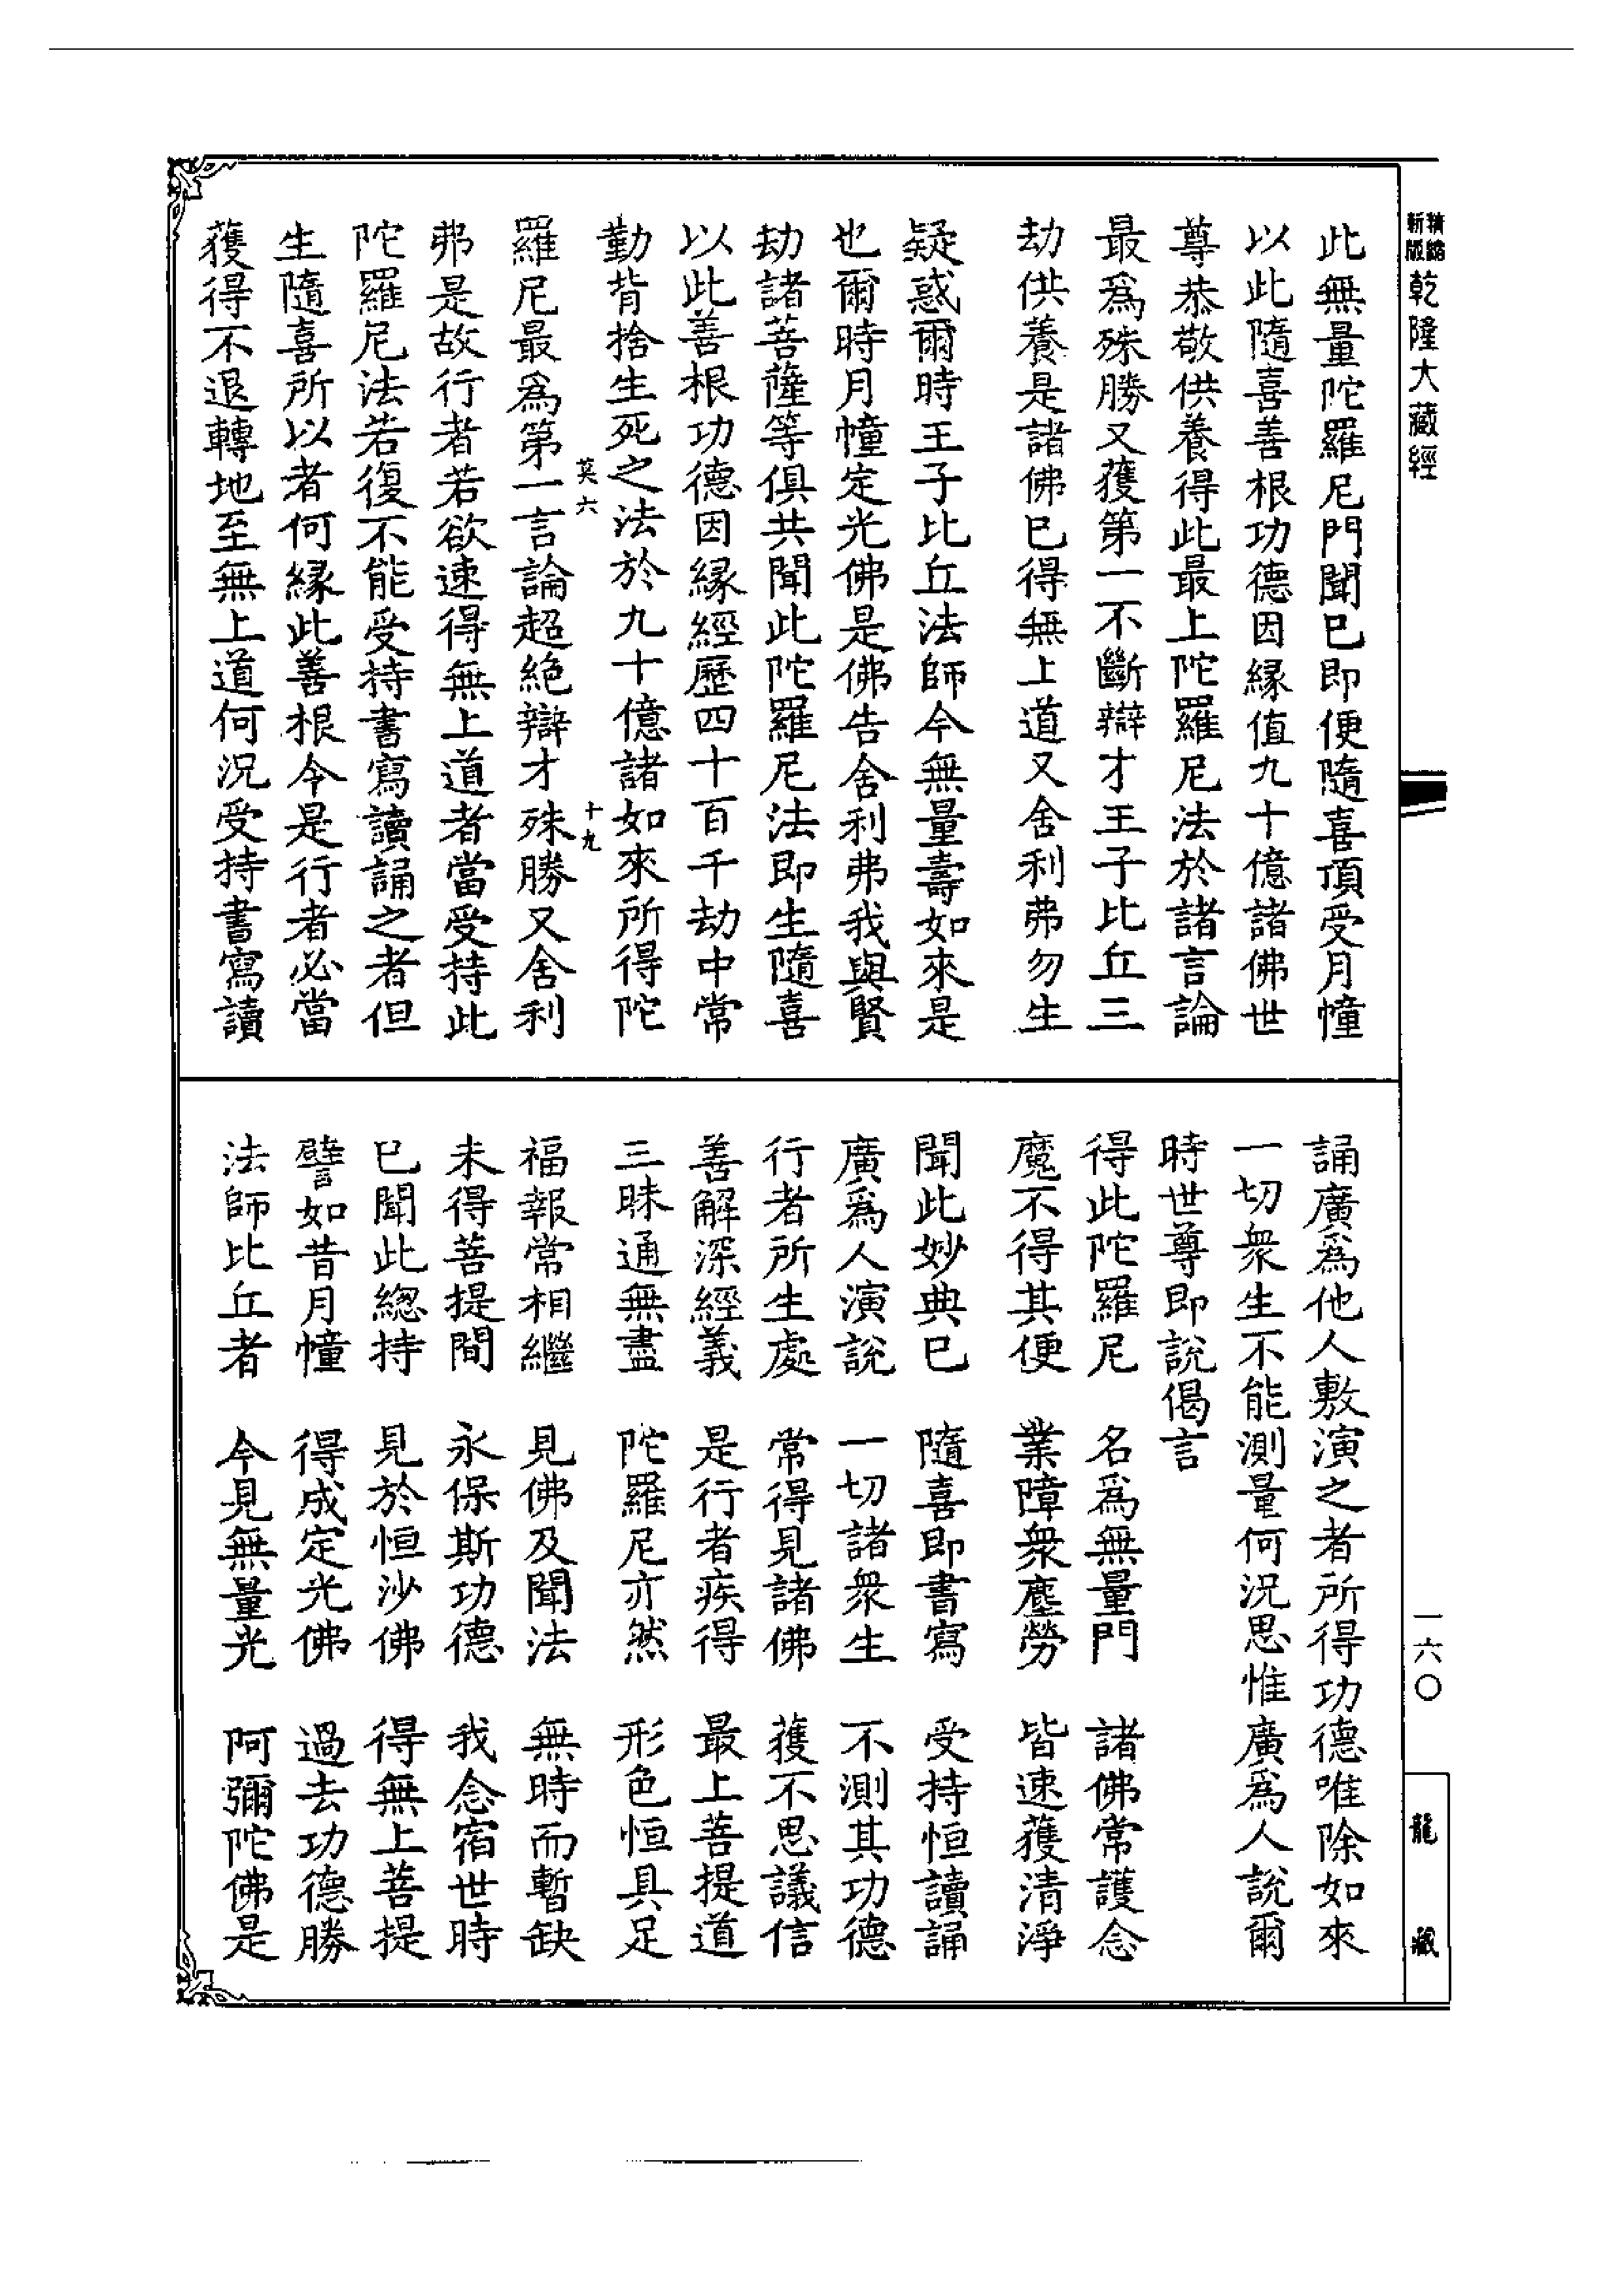 精縮
新版
乾隆大藏經
此無量陀羅尼門聞已即便隨喜頂受月幢
以此隨喜善根功德因緣值九十億諸佛世
尊恭敬供養得此最上陀羅尼法於諸言論
最為殊勝又獲第一不斷辯才王子比丘三
劫供養是諸佛已得無上道又舍利弗勿生
疑惑爾時王子比丘法師今無量壽如來是
也爾時月幢定光佛是佛告舍利弗我與賢
劫諸菩薩等俱共聞此陀羅尼法即生隨喜
以此善根功德因緣經歷四十百千劫中常
勤背捨生死之法於九十億諸如來所得陀
英六
十九
羅尼最為第一言論超絶辯才殊勝又舍利
弗是故行者若欲速得無上道者當受持此
陀羅尼法若復不能受持書寫讀誦之者但
生隨喜所以者何緣此善根今是行者必當
獲得不退轉地至無上道何況受持書寫讀
誦廣為他人敷演之者所得功德唯除如來
一切衆生不能測量何況思惟廣為人說爾
時世尊即說偈言
得此陀羅尼　名為無量門　諸佛常護念
魔不得其便　業障衆塵勞　皆速獲清淨
聞此妙典已　隨喜即書寫　受持恒讀誦
廣為人演說　一切諸衆生　不測其功德
行者所生處　常得見諸佛　獲不思議信
善解深經義　是行者疾得　最上菩提道
三昧通無盡　陀羅尼亦然　形色恒具足
福報常相繼　見佛及聞法　無時而暫缺
未得菩提間　永保斯功德　我念宿世時
已聞此總持　見於恒沙佛　得無上菩提
譬如昔月幢　得成定光佛　過去功德勝
法師比丘者　今見無量光　阿彌陀佛是
一六〇
龍藏